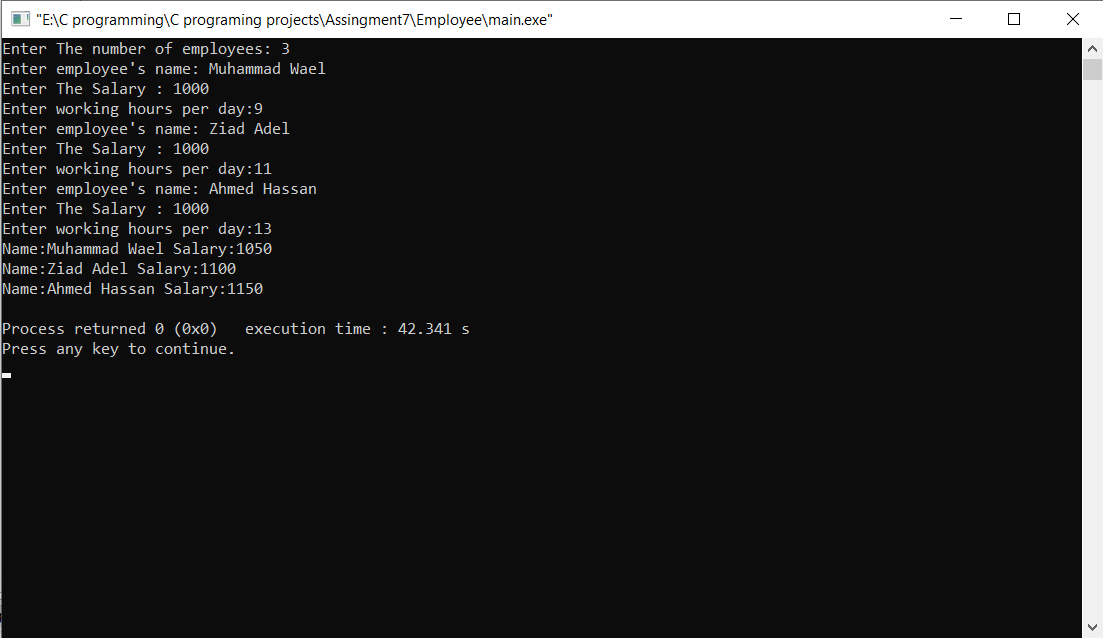 "E:\C programming\C programing projects\Assingment7\Employee\main.exe"
Enter The number of employees: 3
Enter employee's name: Muhammad Wael
Enter The Salary : 1000
Enter working hours per day:9
Enter employee's name: Ziad Adel
Enter The Salary : 1000
Enter working hours per day:11
Enter employee's name: Ahmed Hassan
Enter The Salary : 1000
Enter working hours per day:13
Name:Muhammad Wael Salary:1050
Name:Ziad Adel Salary:1100
Name:Ahmed Hassan Salary:1150
Process returned 0 (0x0)   execution time : 42.341 s
Press any key to continue.